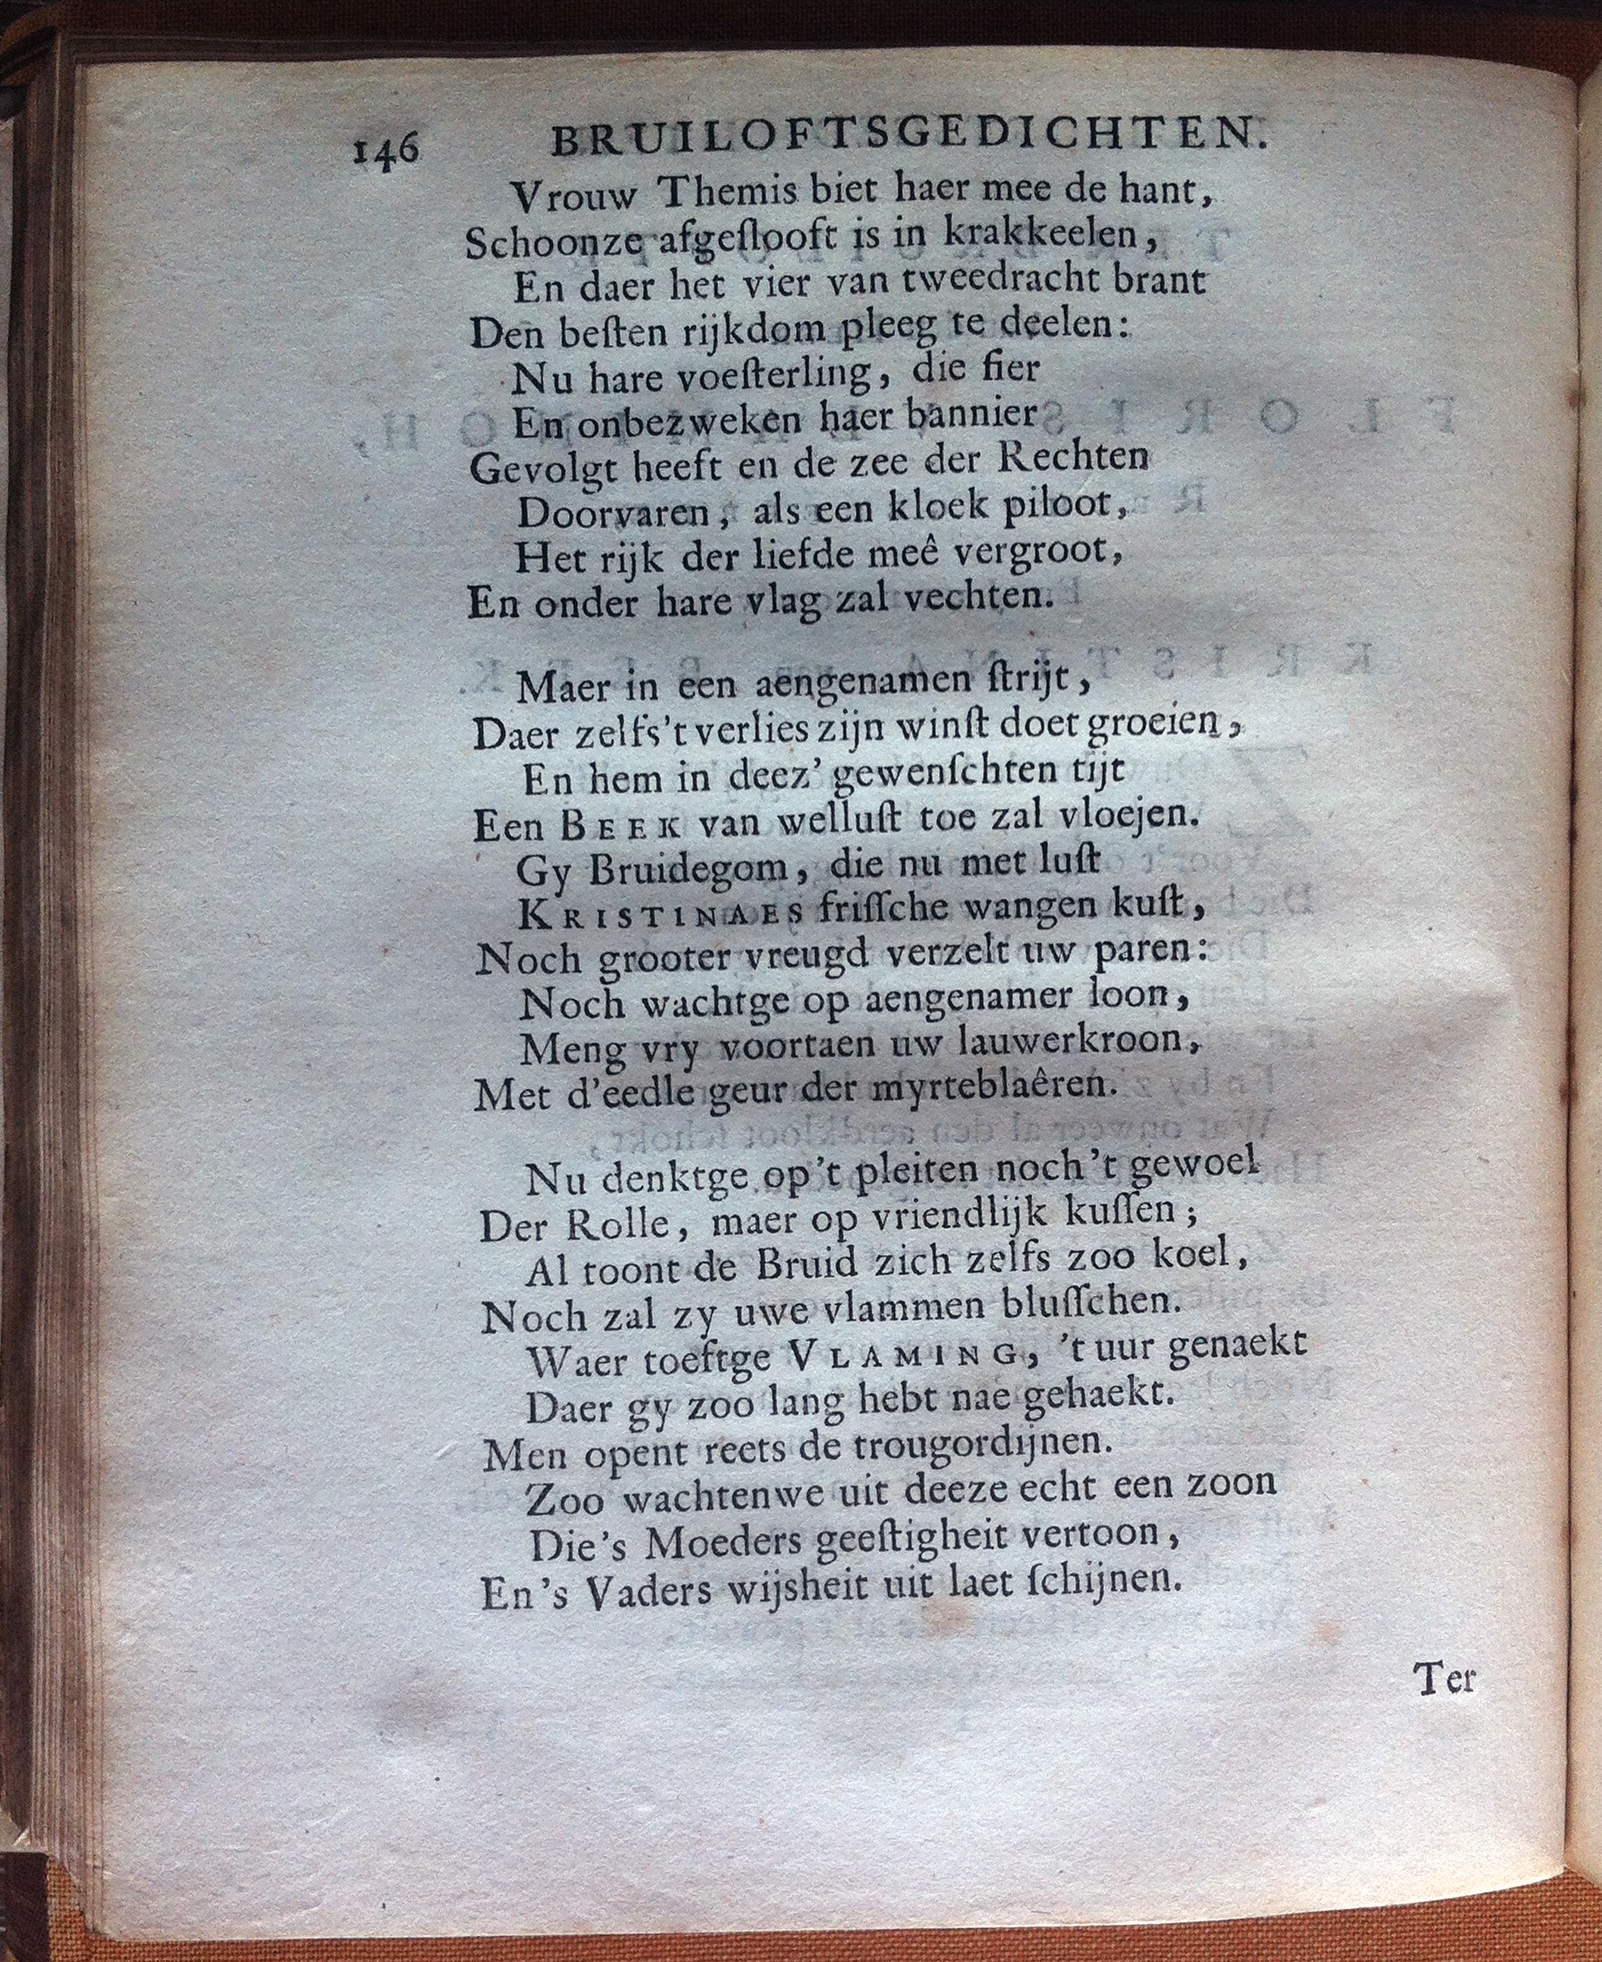 146 BRUILOFTSGEDICHTEN.
Vrouw Themis biet haer mee de hant,
Schoonze afgeſlooft is in krakkeelen,
En daer het vier van tweedracht brant
Den beſten rijkdom pleeg te deelen:
Nu hare voeſterling, die fier
En onbezweken haer bannier
Gevolgt heeft en de zee der Rechten
Doorvaren, als een kloek piloot,
Het rijk der liefde meê vergroot,
En onder hare vlag zal vechten.
Maer in een aengenamen ſtrijt,
Daer zelfs't verlies zijn winſt doet groeien,
En hem in deez' gewenſchten tijt
Een BEEK van welluſt toe zal vloejen.
Gy Bruidegom, die nu met luſt
KRISTINAES friſſche wangen kuſt,
Noch grooter vreugd verzelt uw paren:
Noch wachtge op aengenamer loon,
Meng vry voortaen uw lauwerkroon,
Met d'eedle geur der myrteblaêren.
Nu denktge op't pleiten noch't gewoel
Der Rolle, maer op vriendlijk kuſſen;
Al toont de Bruid zich zelfs zoo koel,
Noch zal zy uwe vlammen bluſſchen.
Waer toeftge VLAMING, 't uur genaekt
Daer gy zoo lang hebt nae gehaekt.
Men opent reets de trougordijnen.
Zoo wachtenwe uit deeze echt een zoon
Die's Moeders geeſtigheit vertoon,
En's Vaders wijsheit uit laet ſchijnen.
Ter